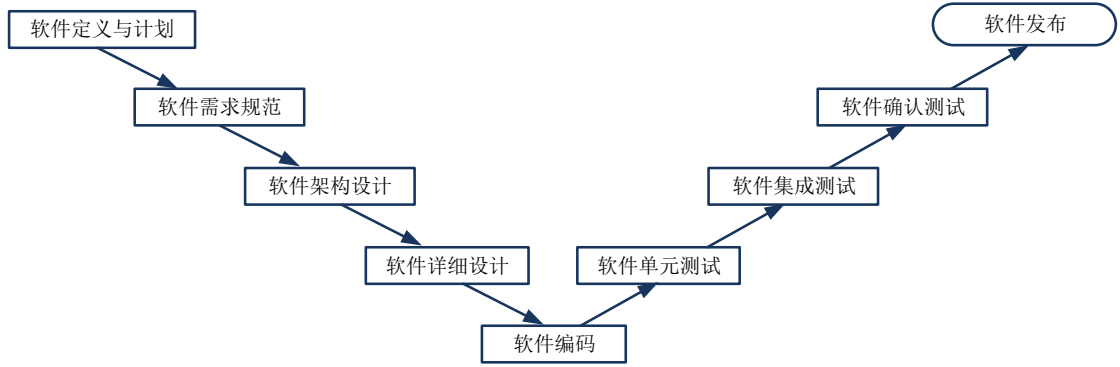 软件定义与计划
软件发布
软件需求规范
软件确认测试
软件架构设计
软件集成测试
软件详细设计
软件单元测试
软件编码